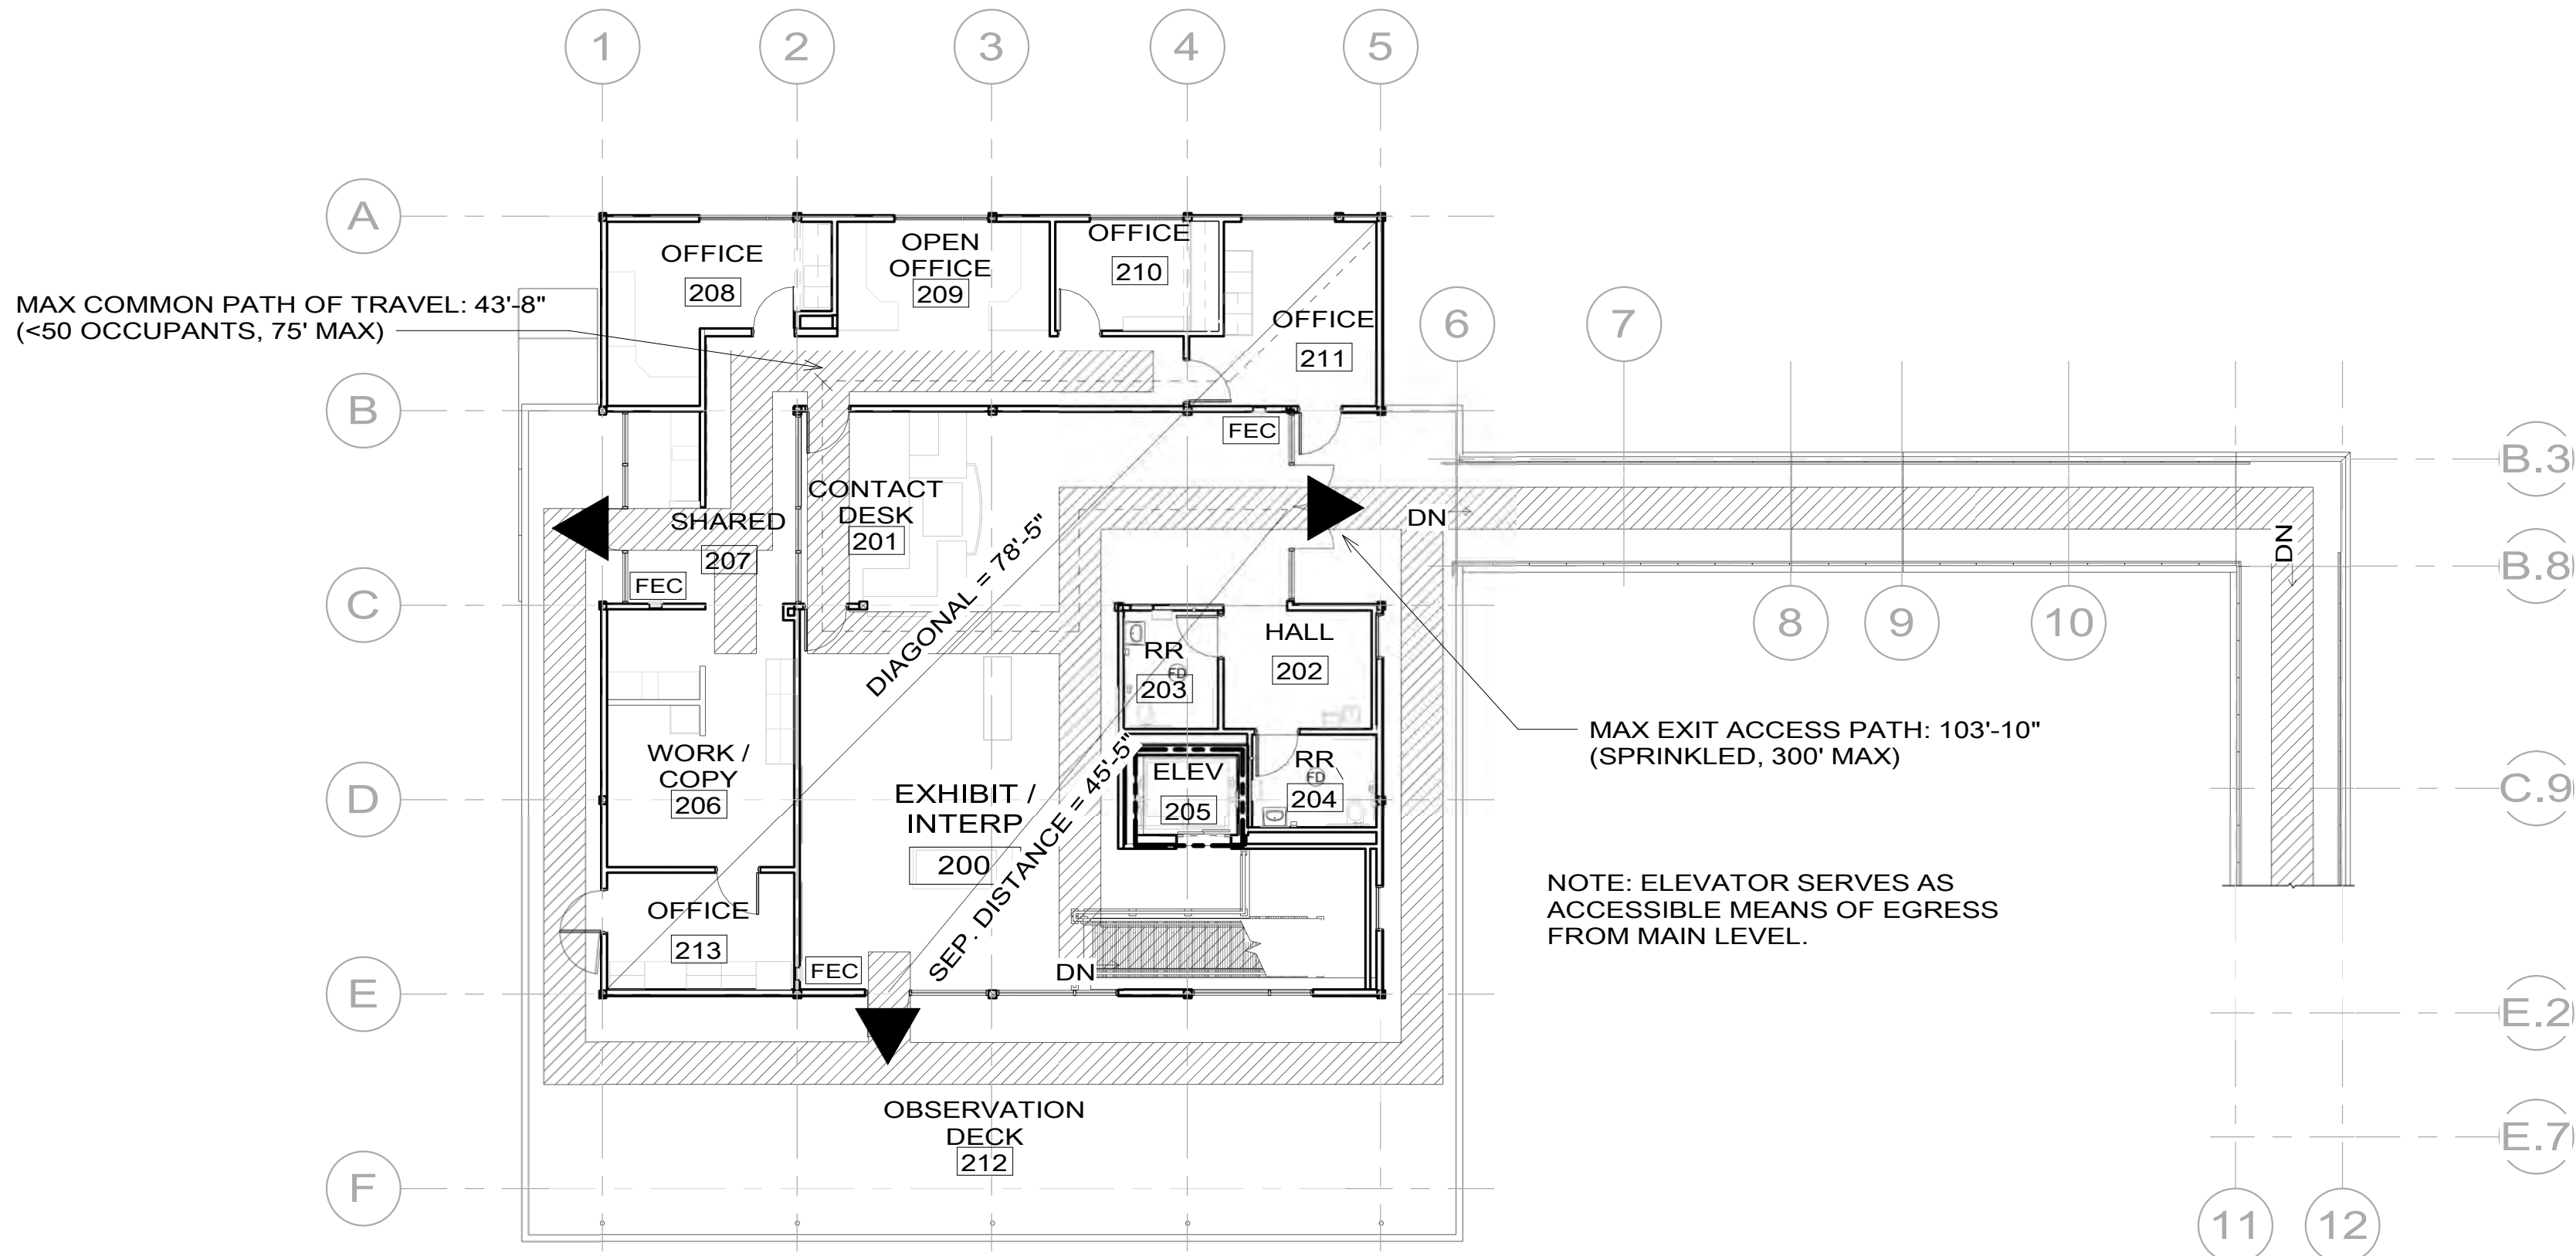 1
2
3
4
5
A
OFFICE
208
OPEN
OFFICE
209
OFFICE
210
OFFICE
211
MAX COMMON PATH OF TRAVEL: 43'-8"
(<50 OCCUPANTS, 75' MAX)
6
7
B
FEC
B.3
CONTACT
DESK
201
SHARED
207
FEC
DN
DN
B.8
DIAGONAL = 78'-5"
C
8
9
10
HALL
202
RR
FD
203
MAX EXIT ACCESS PATH: 103'-10"
(SPRINKLED, 300' MAX)
WORK /
COPY
206
D
EXHIBIT /
INTERP
200
SEP. DISTANCE = 45'-5"
ELEV
205
RR
FD
204
C.9
NOTE: ELEVATOR SERVES AS
ACCESSIBLE MEANS OF EGRESS
FROM MAIN LEVEL.
OFFICE
213
FEC
DN
E
E.2
OBSERVATION
DECK
212
E.7
F
11
12